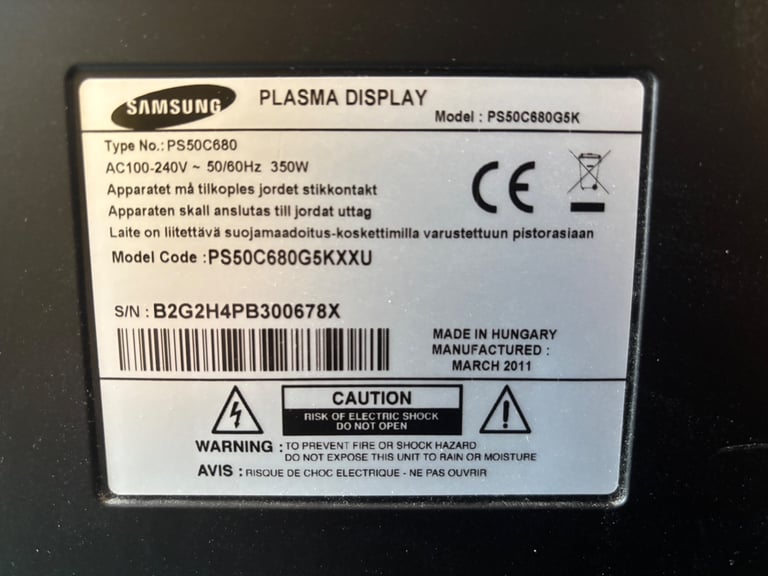 SAMSUNG PLASMA DISPLAY
Model : PS50C680G5K
Type No.: PS50C680
AC100-240V ~ 50/60Hz 350W
Apparatet må tilkoples jordet stikkontakt
Apparaten skall anslutas till jordat uttag
Laite on liitettävä suojamaadoitus-koskettimilla varustettuun pistorasiaan
CE
Model Code : PS50C680G5KXXU
S/N : B2G2H4PB300678X
MADE IN HUNGARY
MANUFACTURED :
MARCH 2011
CAUTION
RISK OF ELECTRIC SHOCK
DO NOT OPEN
WARNING : TO PREVENT FIRE OR SHOCK HAZARD
DO NOT EXPOSE THIS UNIT TO RAIN OR MOISTURE
AVIS : RISQUE DE CHOC ELECTRIQUE - NE PAS OUVRIR